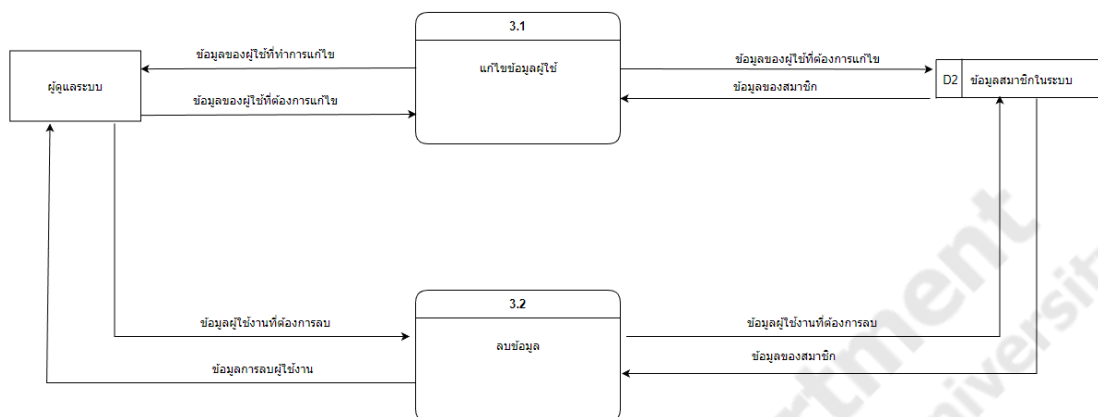 3.1
แก้ไขข้อมูลผู้ใช้
ข้อมูลของผู้ใช้ที่ทำการแก้ไข
ข้อมูลของผู้ใช้ที่ต้องการแก้ไข
ผู้ดูแลระบบ
ข้อมูลของผู้ใช้ที่ต้องการแก้ไข
ข้อมูลของสมาชิก
D2 ข้อมูลสมาชิกในระบบ
3.2
ลบข้อมูล
ข้อมูลผู้ใช้งานที่ต้องการลบ
ข้อมูลการลบผู้ใช้งาน
ข้อมูลผู้ใช้งานที่ต้องการลบ
ข้อมูลของสมาชิก